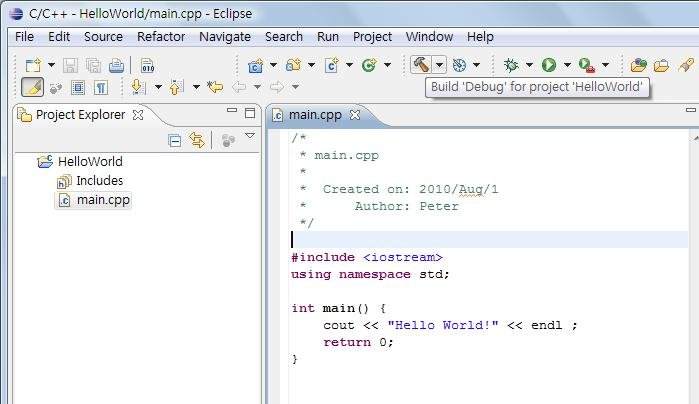 C/C++ - HelloWorld/main.cpp - Eclipse
File Edit Source Refactor Navigate Search Run Project Window Help
010
Build 'Debug' for project 'HelloWorld'
Project Explorer
main.cpp
HelloWorld
Includes
main.cpp
/*
 * main.cpp
 *
 *  Created on: 2010/Aug/1
 *      Author: Peter
 */
#include <iostream>
using namespace std;
int main() {
    cout << "Hello World!" << endl ;
    return 0;
}